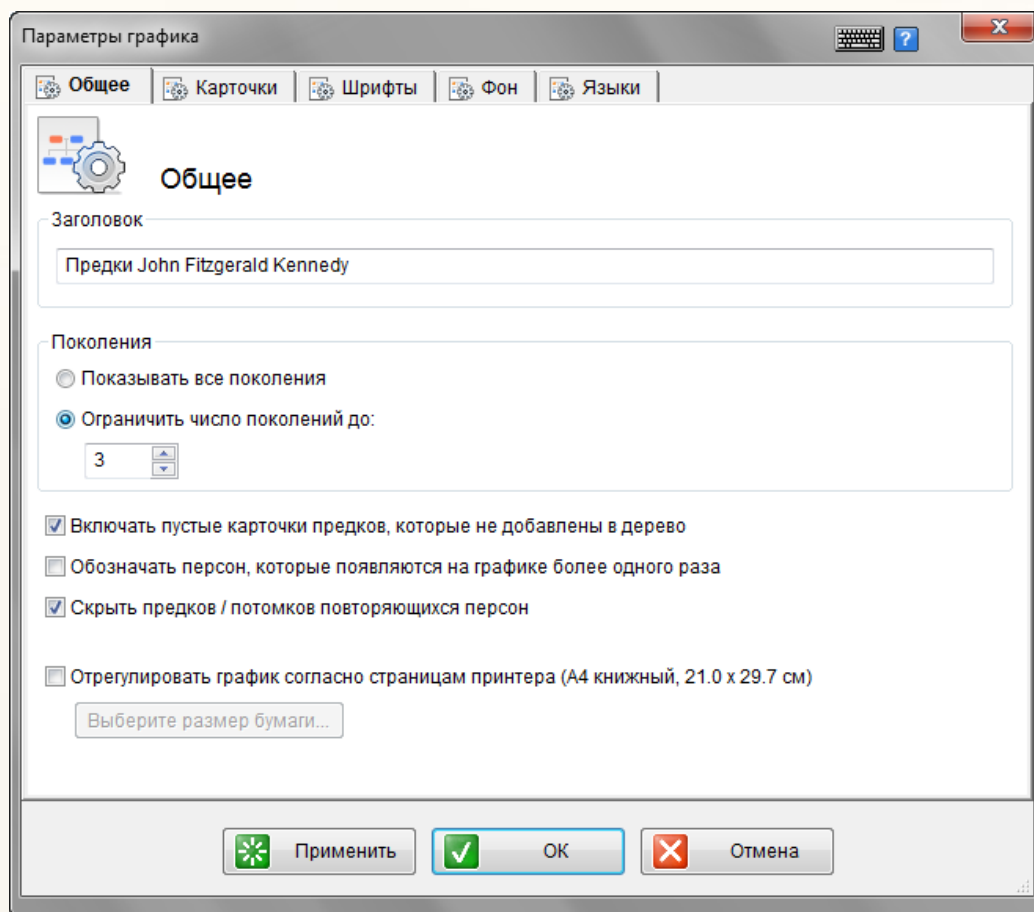 Параметры графика
?
Общее Карточки Шрифты Фон Языки
Общее
Заголовок
Предки John Fitzgerald Kennedy
Поколения
Показывать все поколения
Ограничить число поколений до:
3
Включать пустые карточки предков, которые не добавлены в дерево
Обозначать персон, которые появляются на графике более одного раза
Скрыть предков / потомков повторяющихся персон
Отрегулировать график согласно страницам принтера (A4 книжный, 21.0 x 29.7 см)
Выберите размер бумаги...
Применить ОК Отмена